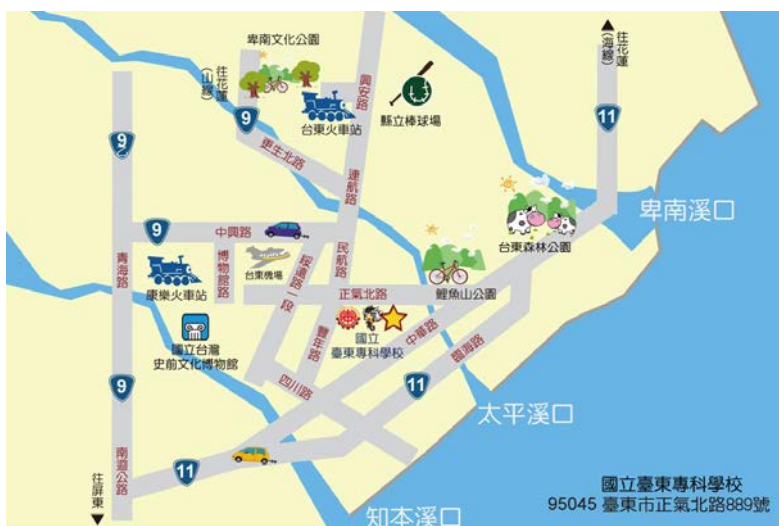 卑南文化公園
往花蓮
(山線)
9
台東火車站
興安路
縣立棒球場
往花蓮
(海線)
11
9
更生北路
連航路
卑南溪口
台東森林公園
9
中興路
青海路
博物館路
台東機場
綏遠路一段
民航路
康樂火車站
正氣北路
鯉魚山公園
國立台灣
史前文化博物館
豐年路
國立
臺東專科學校
中華路
9
四川路
11
太平溪口
南迴公路
往屏東
11
知本溪口
國立臺東專科學校
95045 臺東市正氣北路889號